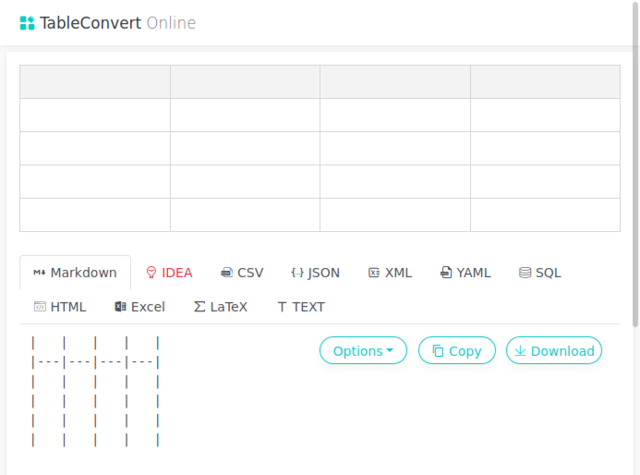 TableConvert Online
Markdown IDEA CSV JSON XML YAML SQL
HTML Excel LaTeX TEXT
Options Copy Download
|   |   |   |   |
|---|---|---|---|
|   |   |   |   |
|   |   |   |   |
|   |   |   |   |
|   |   |   |   |